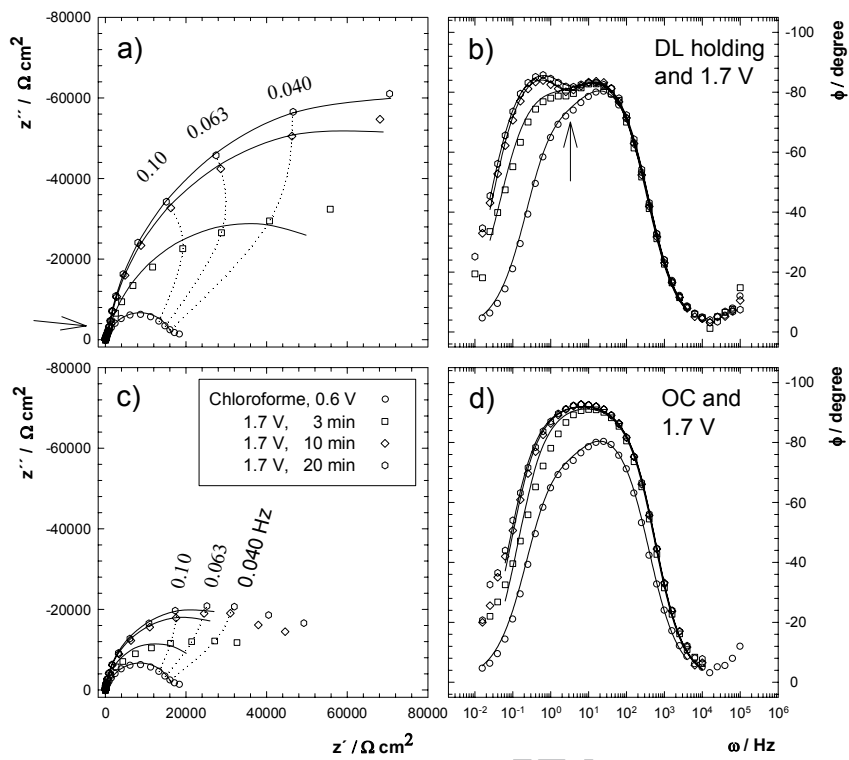 -80000
-60000
-40000
-20000
0
z´´ / Ω cm²
a)
0.10
0.063
0.040
b)
DL holding
and 1.7 V
-100
-80
-60
-40
-20
0
ϕ / degree
-80000
-60000
-40000
-20000
0
z´´ / Ω cm²
c)
Chloroforme, 0.6 V
1.7 V, 3 min
1.7 V, 10 min
1.7 V, 20 min
0.10
0.063
0.040 Hz
0 20000 40000 60000 80000
z´ / Ω cm²
d)
OC and
1.7 V
-100
-80
-60
-40
-20
0
ϕ / degree
10⁻² 10⁻¹ 10⁰ 10¹ 10² 10³ 10⁴ 10⁵ 10⁶
ω / Hz